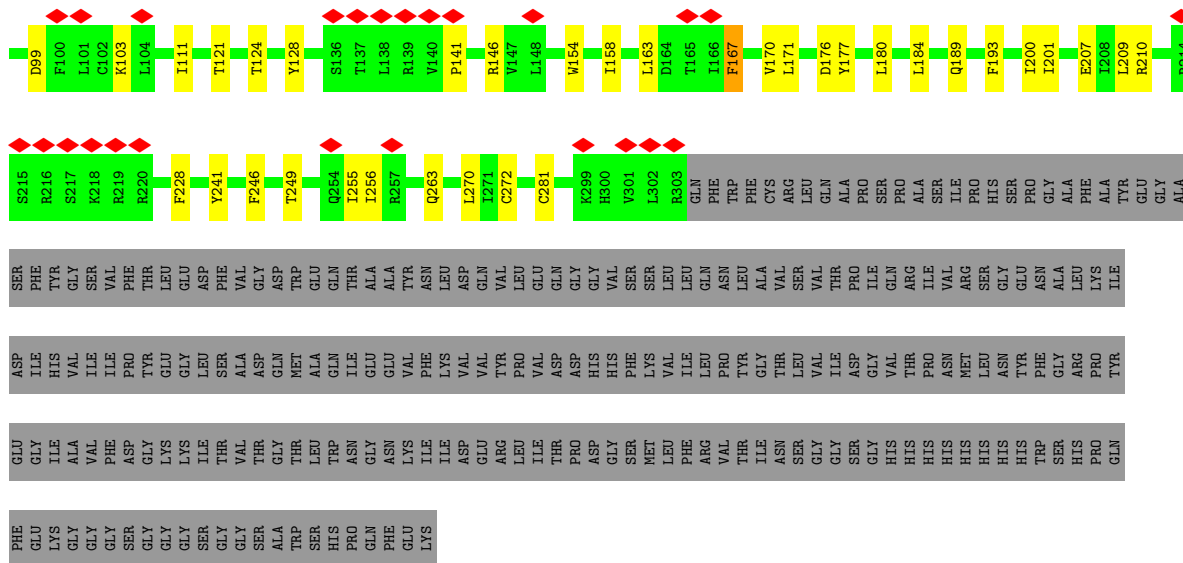 D99 F100 L101 C102 K103 L104 I111 T121 T124 Y128 S136 T137 L138 R139 V140 P141 R146 V147 L148 W154 I158 L163 D164 T165 I166 F167 V170 L171 D176 Y177 L180 L184 Q189 F193 I200 I201 E207 I208 L209 R210
S215 R216 S217 K218 R219 R220 F228 Y241 F246 T249 Q254 I255 I256 R257 Q263 L270 I271 C272 C281 K299 H300 V301 L302 R303 GLN PHE TRP PHE CYS ARG LEU GLN ALA PRO SER PRO ALA SER ILE PRO HIS SER PRO GLY ALA PHE ALA TYR GLU GLY ALA
SER PHE TYR GLY SER VAL PHE THR LEU GLU ASP PHE VAL GLY ASP TRP GLU GLN THR ALA ALA TYR ASN LEU ASP GLN VAL LEU GLU GLN GLY GLY VAL SER SER LEU LEU GLN ASN LEU ALA VAL SER VAL THR PRO ILE GLN ARG ILE VAL ARG SER GLY GLU ASN ALA LEU LYS ILE
ASP ILE HIS VAL ILE ILE PRO TYR GLU GLY LEU SER ALA ASP GLN MET ALA GLN ILE GLU GLU VAL PHE LYS VAL VAL TYR PRO VAL ASP ASP HIS HIS PHE LYS VAL ILE LEU PRO TYR GLY THR LEU VAL ILE ASP GLY VAL THR PRO ASN MET LEU ASN TYR PHE GLY ARG PRO TYR
GLU GLY ILE ALA VAL PHE ASP GLY LYS LYS ILE THR VAL THR GLY THR LEU TRP ASN GLY ASN LYS ILE ILE ASP GLU ARG LEU ILE THR PRO ASP GLY SER MET LEU PHE ARG VAL THR ILE ASN SER GLY GLY SER GLY HIS HIS HIS HIS HIS HIS HIS HIS TRP SER HIS PRO GLN
PHE GLU LYS GLY GLY GLY SER GLY GLY GLY SER GLY GLY SER ALA TRP SER HIS PRO GLN PHE GLU LYS